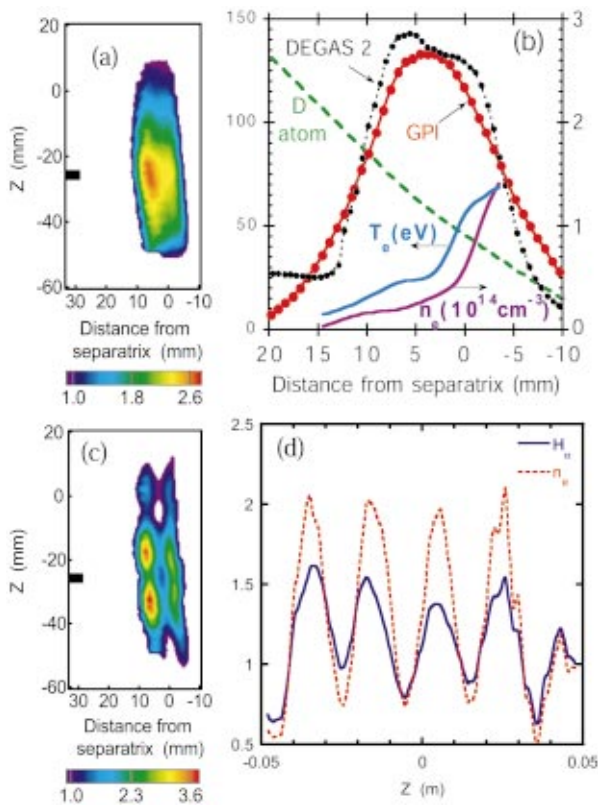 (a)
20
0
-20
-40
-60
Z (mm)
30 20 10 0 -10
Distance from
separatrix (mm)
1.0 1.8 2.6
150
100
50
0
3
2
1
0
(b)
DEGAS 2
D
atom
GPI
Te(eV)
ne(10^14 cm^-3)
20 15 10 5 0 -5 -10
Distance from separatrix (mm)
(c)
20
0
-20
-40
-60
Z (mm)
30 20 10 0 -10
Distance from
separatrix (mm)
1.0 2.3 3.6
(d)
2.5
2
1.5
1
0.5
Hα
ne
-0.05 0 0.05
Z (m)